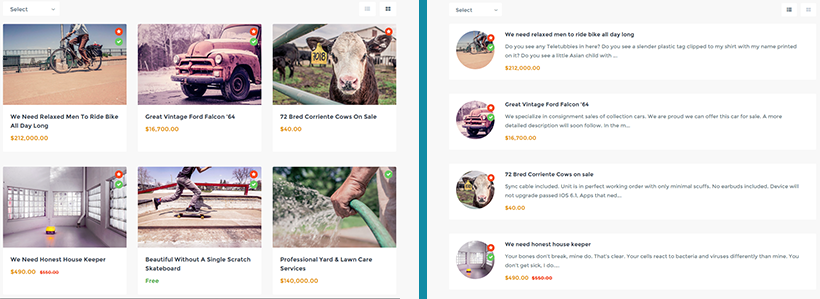 Select
We Need Relaxed Men To Ride Bike
All Day Long
$212,000.00
Great Vintage Ford Falcon '64
$16,700.00
72 Bred Corriente Cows On Sale
$40.00
We Need Honest House Keeper
$490.00 $550.00
Beautiful Without A Single Scratch
Skateboard
Free
Professional Yard & Lawn Care
Services
$140,000.00
Select
We need relaxed men to ride bike all day long
Do you see any Teletubbies in here? Do you see a slender plastic tag clipped to my shirt with my name printed
on it? Do you see a little Asian child with ...
$212,000.00
Great Vintage Ford Falcon '64
We specialize in consignment sales of collection cars. We are proud we can offer this car for sale. A more
detailed description will soon follow. In the m...
$16,700.00
72 Bred Corriente Cows on sale
Sync cable included. Unit is in perfect working order with only minimal scuffs. No earbuds included. Device will
not upgrade passed IOS 6.1, Apps that ned....
$40.00
We need honest house keeper
Your bones don't break, mine do. That's clear. Your cells react to bacteria and viruses differently than mine. You
don't get sick, I do....
$490.00 $550.00